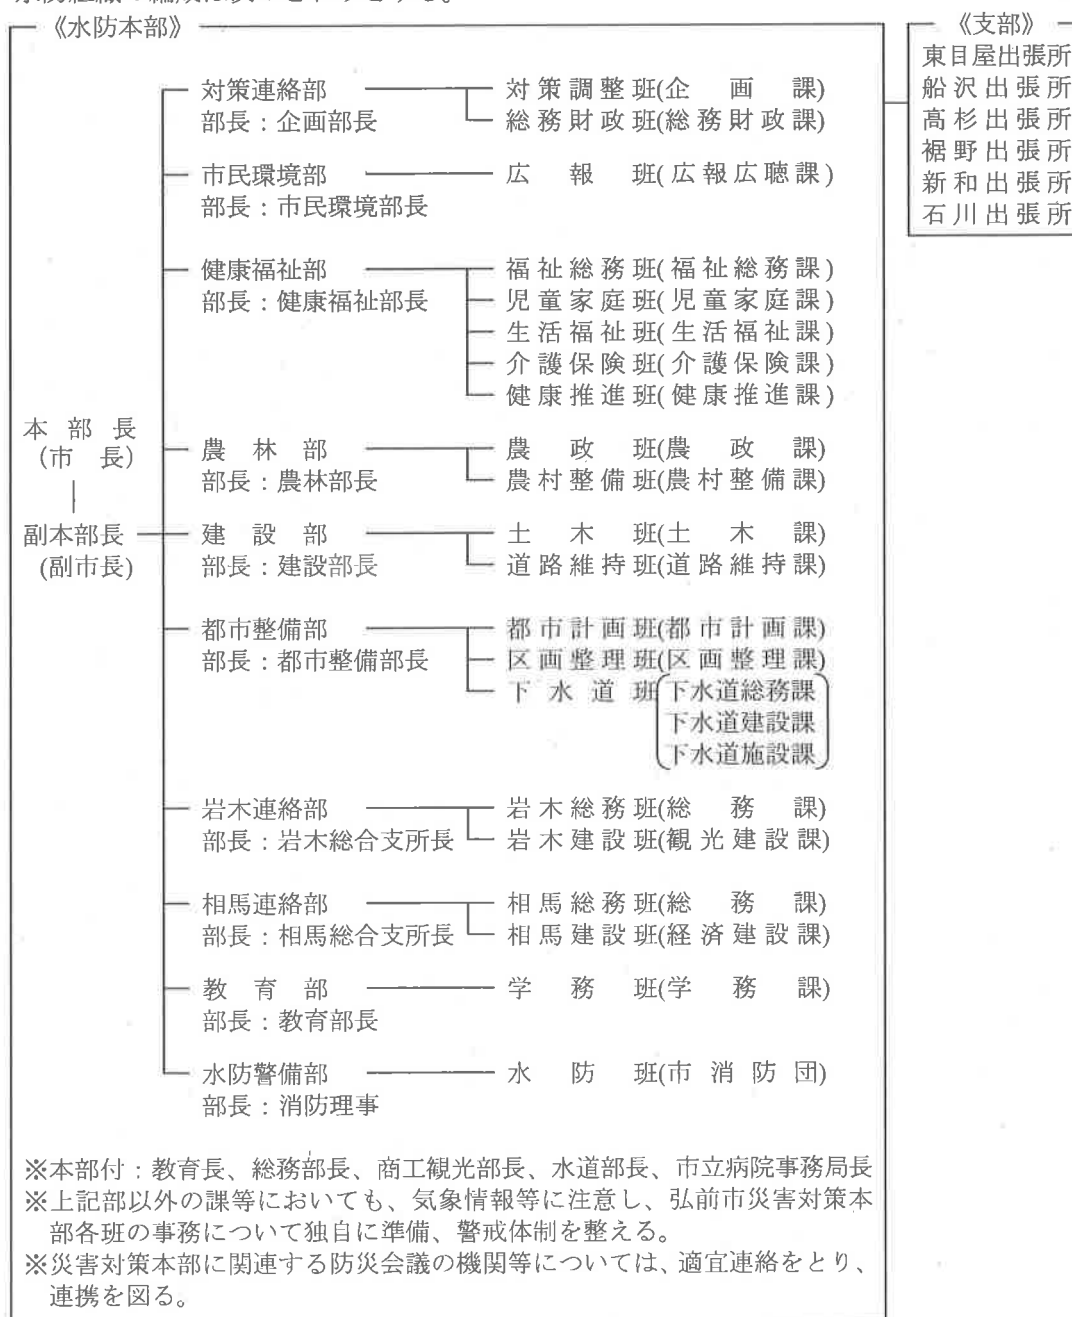 《水防本部》
対策連絡部 対策調整班(企画課)
部長：企画部長 総務財政班(総務財政課)
市民環境部 広報班(広報広聴課)
部長：市民環境部長
健康福祉部 福祉総務班(福祉総務課)
部長：健康福祉部長 児童家庭班(児童家庭課)
生活福祉班(生活福祉課)
介護保険班(介護保険課)
健康推進班(健康推進課)
本部長
(市長)
副本部長
(副市長)
農林部 農政班(農政課)
部長：農林部長 農村整備班(農村整備課)
建設部 土木班(土木課)
部長：建設部長 道路維持班(道路維持課)
都市整備部 都市計画班(都市計画課)
部長：都市整備部長 区画整理班(区画整理課)
下水道班(下水道総務課
下水道建設課
下水道施設課)
岩木連絡部 岩木総務班(総務課)
部長：岩木総合支所長 岩木建設班(観光建設課)
相馬連絡部 相馬総務班(総務課)
部長：相馬総合支所長 相馬建設班(経済建設課)
教育部 学務班(学務課)
部長：教育部長
水防警備部 水防班(市消防団)
部長：消防理事
※本部付：教育長、総務部長、商工観光部長、水道部長、市立病院事務局長
※上記部以外の課等においても、気象情報等に注意し、弘前市災害対策本
部各班の事務について独自に準備、警戒体制を整える。
※災害対策本部に関連する防災会議の機関等については、適宜連絡をとり、
連携を図る。
《支部》
東目屋出張所
船沢出張所
高杉出張所
裾野出張所
新和出張所
石川出張所